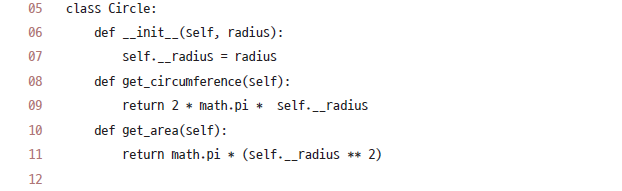 05 class Circle:
06     def __init__(self, radius):
07         self.__radius = radius
08     def get_circumference(self):
09         return 2 * math.pi *  self.__radius
10     def get_area(self):
11         return math.pi * (self.__radius ** 2)
12